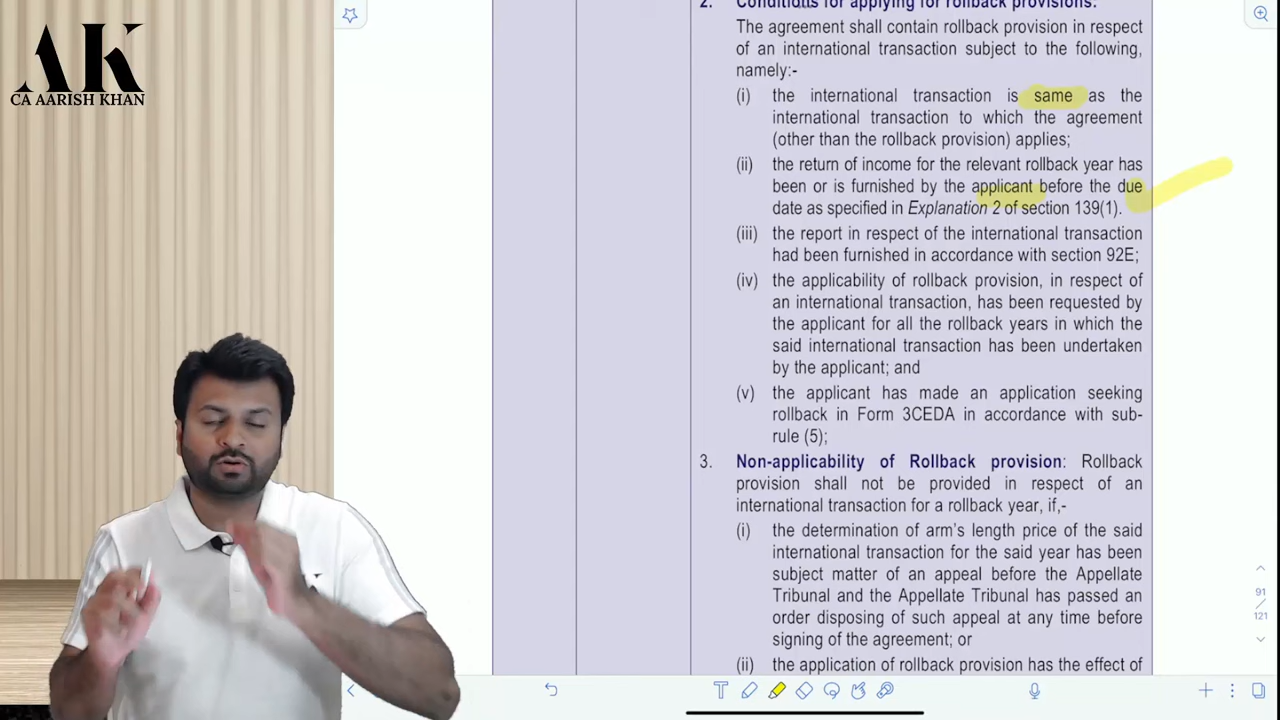 AK
CA AARISH KHAN
2. Conditions for applying for rollback provisions:
The agreement shall contain rollback provision in respect
of an international transaction subject to the following,
namely:-
(i) the international transaction is same as the
international transaction to which the agreement
(other than the rollback provision) applies;
(ii) the return of income for the relevant rollback year has
been or is furnished by the applicant before the due
date as specified in Explanation 2 of section 139(1).
(iii) the report in respect of the international transaction
had been furnished in accordance with section 92E;
(iv) the applicability of rollback provision, in respect of
an international transaction, has been requested by
the applicant for all the rollback years in which the
said international transaction has been undertaken
by the applicant; and
(v) the applicant has made an application seeking
rollback in Form 3CEDA in accordance with sub-
rule (5);
3. Non-applicability of Rollback provision: Rollback
provision shall not be provided in respect of an
international transaction for a rollback year, if,-
(i) the determination of arm's length price of the said
international transaction for the said year has been
subject matter of an appeal before the Appellate
Tribunal and the Appellate Tribunal has passed an
order disposing of such appeal at any time before
signing of the agreement; or
(ii) the application of rollback provision has the effect of
91
121